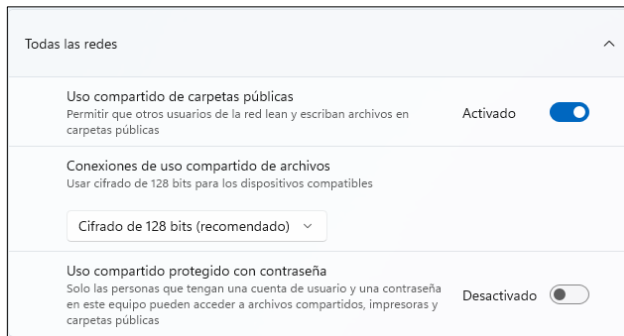 Todas las redes
Uso compartido de carpetas públicas
Permitir que otros usuarios de la red lean y escriban archivos en
carpetas públicas
Activado
Conexiones de uso compartido de archivos
Usar cifrado de 128 bits para los dispositivos compatibles
Cifrado de 128 bits (recomendado)
Uso compartido protegido con contraseña
Solo las personas que tengan una cuenta de usuario y una contraseña
en este equipo pueden acceder a archivos compartidos, impresoras y
carpetas públicas
Desactivado